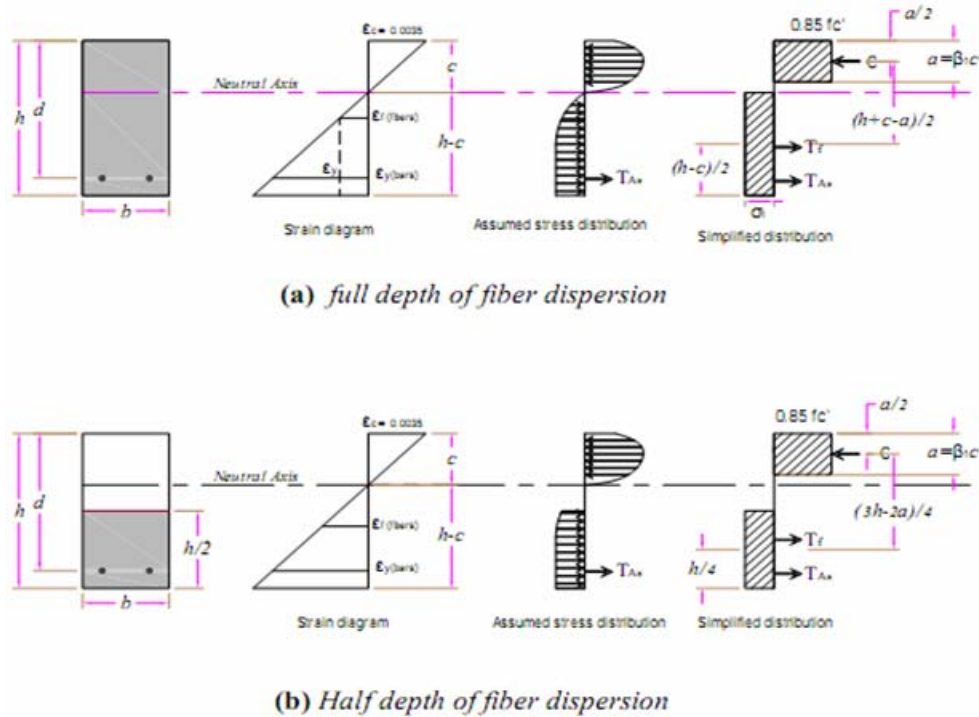 εc = 0.0035
0.85 fc'
a/2
c
a=β₁c
C
Neutral Axis
h
d
εf (fibers)
h-c
(h+c-a)/2
εy
(h-c)/2
Tf
εy(bars)
TAs
TAs
b
σt
Strain diagram
Assumed stress distribution
Simplified distribution
(a) full depth of fiber dispersion
a/2
εc = 0.0035
0.85 fc'
c
C
a=β₁c
Neutral Axis
h
d
(3h-2a)/4
h-c
h/2
εf (fibers)
Tf
εy(bars)
TAs
h/4
TAs
b
Strain diagram
Assumed stress distribution
Simplified distribution
(b) Half depth of fiber dispersion